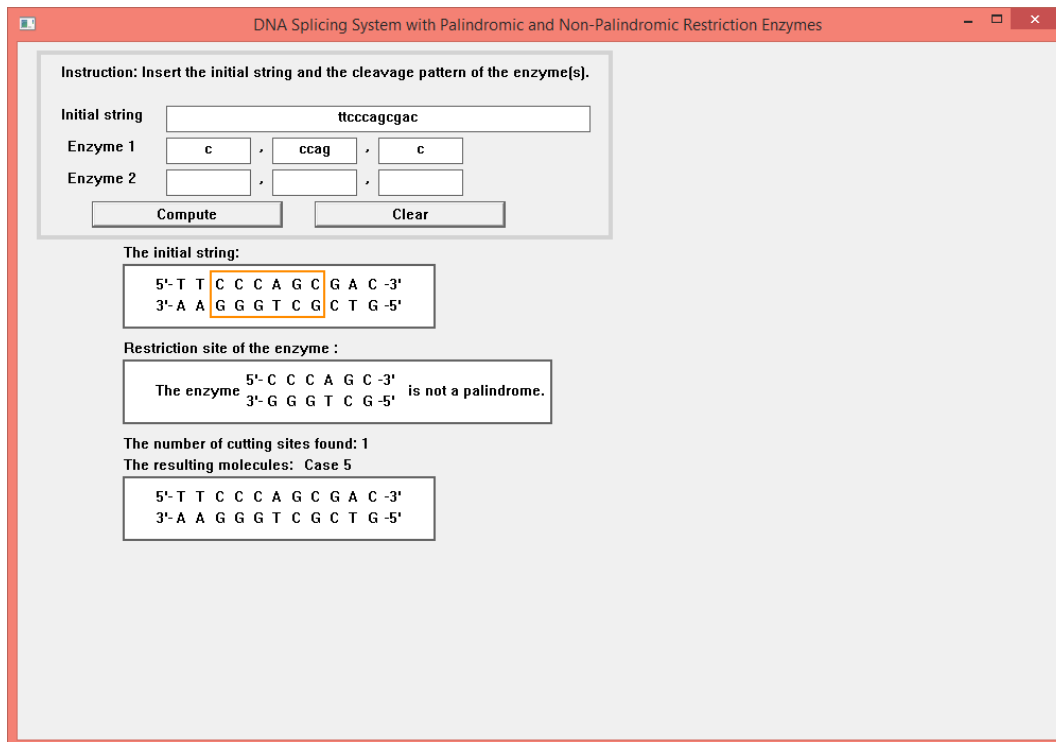 DNA Splicing System with Palindromic and Non-Palindromic Restriction Enzymes
Instruction: Insert the initial string and the cleavage pattern of the enzyme(s).
Initial string ttcccagcgac
Enzyme 1 c , ccag , c
Enzyme 2 , ,
Compute Clear
The initial string:
5'- T T C C C A G C G A C -3'
3'- A A G G G T C G C T G -5'
Restriction site of the enzyme :
5'- C C C A G C -3'
The enzyme is not a palindrome.
3'- G G G T C G -5'
The number of cutting sites found: 1
The resulting molecules: Case 5
5'- T T C C C A G C G A C -3'
3'- A A G G G T C G C T G -5'